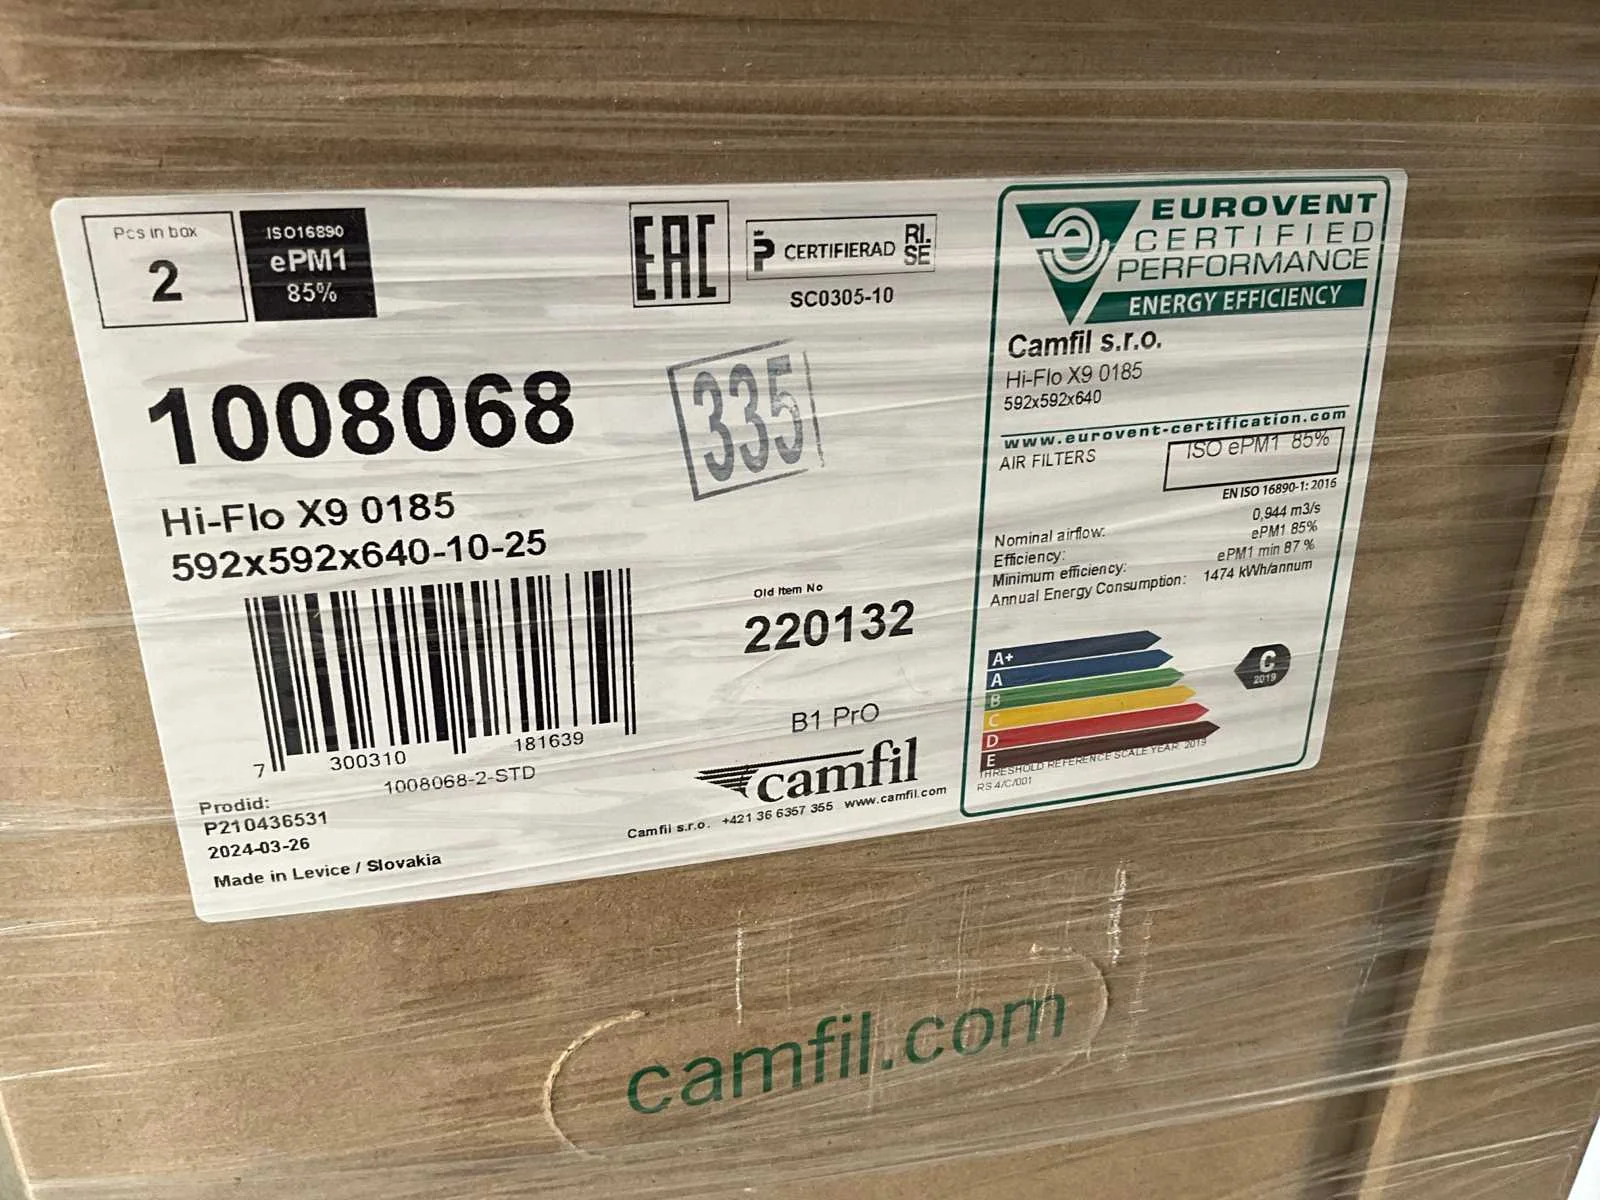 Pcs in box
2
ISO16890
ePM1
85%
EAC
P CERTIFIERAD RI.SE
SC0305-10
1008068
335
Hi-Flo X9 0185
592x592x640-10-25
7 300310 181639
1008068-2-STD
Old Item No
220132
B1 PrO
camfil
Camfil s.r.o. +421 36 6357 355 www.camfil.com
Prodid:
P210436531
2024-03-26
Made in Levice / Slovakia
EUROVENT
CERTIFIED
PERFORMANCE
ENERGY EFFICIENCY
Camfil s.r.o.
Hi-Flo X9 0185
592x592x640
www.eurovent-certification.com
AIR FILTERS
ISO ePM1 85%
EN ISO 16890-1: 2016
Nominal airflow: 0,944 m3/s
Efficiency: ePM1 85%
Minimum efficiency: ePM1 min 87 %
Annual Energy Consumption: 1474 kWh/annum
A+
A
B
C
D
E
C
2019
THRESHOLD REFERENCE SCALE YEAR: 2019
RS 4/C/001
camfil.com